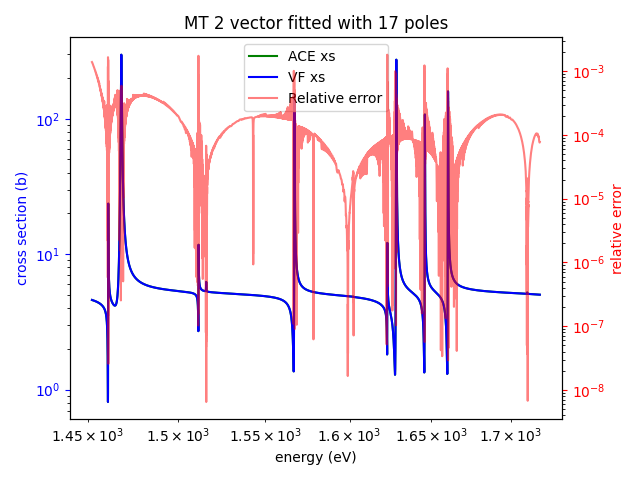 MT 2 vector fitted with 17 poles
ACE xs
VF xs
Relative error
cross section (b)
10²
10¹
10⁰
10⁻³
10⁻⁴
10⁻⁵
10⁻⁶
10⁻⁷
10⁻⁸
relative error
1.45 × 10³ 1.5 × 10³ 1.55 × 10³ 1.6 × 10³ 1.65 × 10³ 1.7 × 10³
energy (eV)